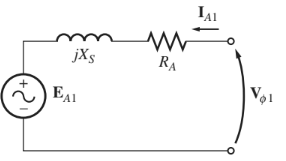 I_A1
jX_S
R_A
+
E_A1
V_ϕ1
−